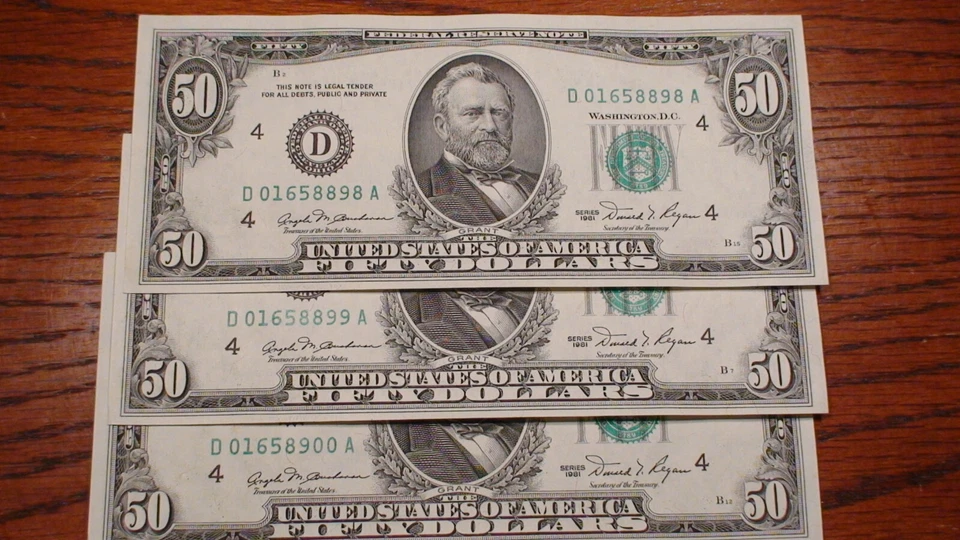 FEDERAL RESERVE NOTE
FIFTY FIFTY
50 50
B2
THIS NOTE IS LEGAL TENDER
FOR ALL DEBTS, PUBLIC AND PRIVATE
D 01658898 A
WASHINGTON, D.C.
4 D 4
D 01658898 A
4 Angela M. Buchanan SERIES 1981 Donald T. Regan 4
Treasurer of the United States. Secretary of the Treasury.
GRANT
50 THE B15 50
UNITED STATES OF AMERICA
FIFTY DOLLARS
D 01658899 A
4 Angela M. Buchanan SERIES 1981 Donald T. Regan 4
Treasurer of the United States. Secretary of the Treasury.
GRANT
50 THE B7 50
UNITED STATES OF AMERICA
FIFTY DOLLARS
D 01658900 A
4 Angela M. Buchanan SERIES 1981 Donald T. Regan 4
Treasurer of the United States. Secretary of the Treasury.
GRANT
50 THE 50
UNITED STATES OF AMERICA
FIFTY DOLLARS